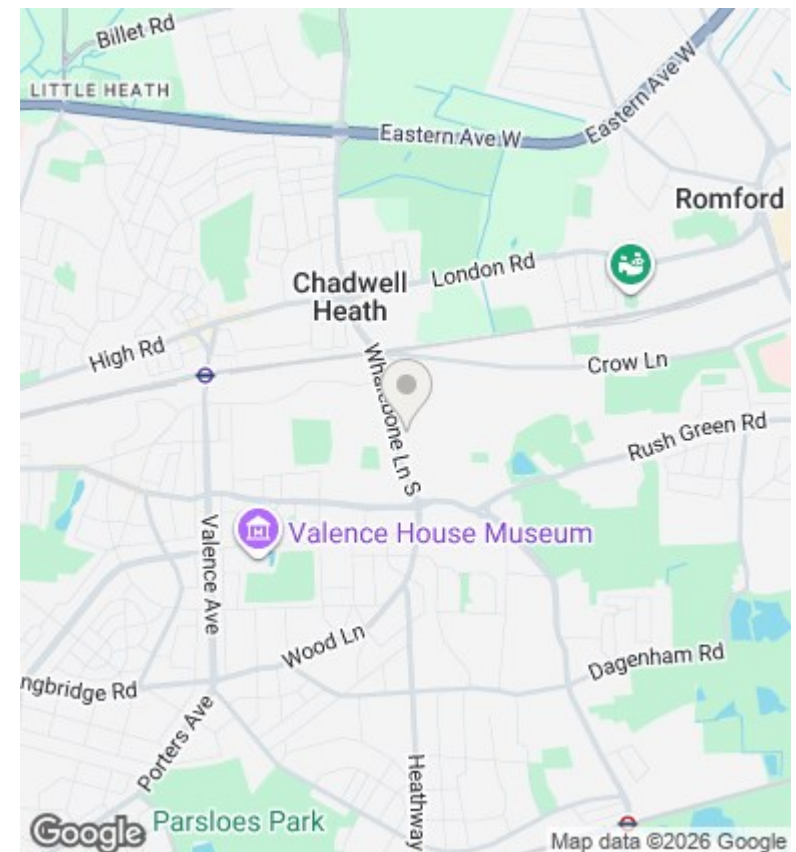 Billet Rd
LITTLE HEATH
Eastern Ave W
Eastern Ave W
Romford
London Rd
Chadwell
Heath
High Rd
Whalebone Ln S
Crow Ln
Rush Green Rd
Valence House Museum
Valence Ave
Wood Ln
Dagenham Rd
ngbridge Rd
Porters Ave
Heathway
Parsloes Park
Google
Map data ©2026 Google